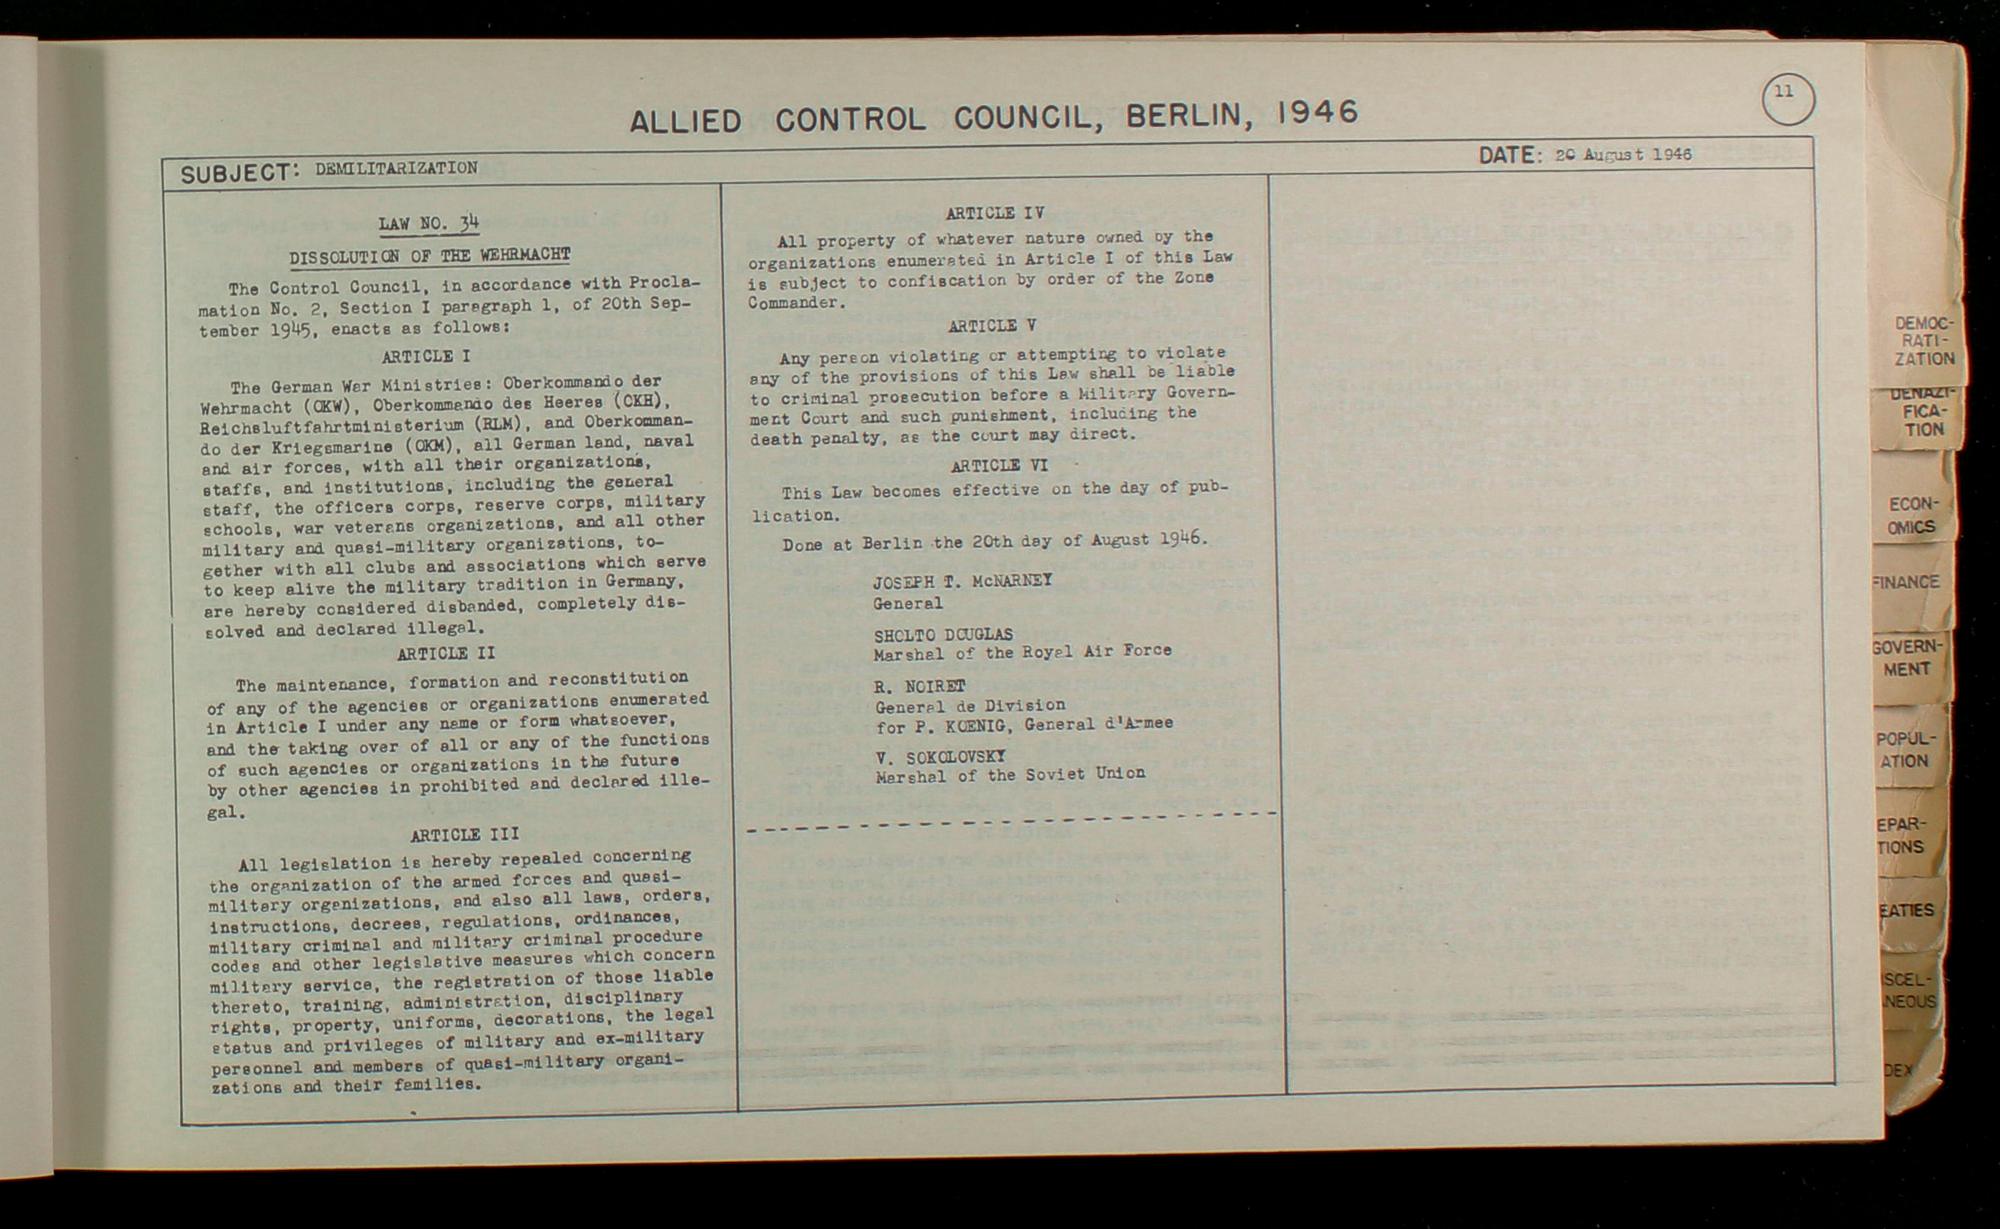 11
ALLIED CONTROL COUNCIL, BERLIN, 1946
SUBJECT: DEMILITARIZATION
DATE: 20 August 1946
LAW NO. 34
DISSOLUTION OF THE WEHRMACHT
The Control Council, in accordance with Procla-
mation No. 2, Section I paragraph 1, of 20th Sep-
tember 1945, enacts as follows:
ARTICLE I
The German War Ministries: Oberkommando der
Wehrmacht (OKW), Oberkommando des Heeres (OKH),
Reichsluftfahrtministerium (RLM), and Oberkomman-
do der Kriegsmarine (OKM), all German land, naval
and air forces, with all their organizations,
staffs, and institutions, including the general
staff, the officers corps, reserve corps, military
schools, war veterans organizations, and all other
military and quasi-military organizations, to-
gether with all clubs and associations which serve
to keep alive the military tradition in Germany,
are hereby considered disbanded, completely dis-
solved and declared illegal.
ARTICLE II
The maintenance, formation and reconstitution
of any of the agencies or organizations enumerated
in Article I under any name or form whatsoever,
and the taking over of all or any of the functions
of such agencies or organizations in the future
by other agencies in prohibited and declared ille-
gal.
ARTICLE III
All legislation is hereby repealed concerning
the organization of the armed forces and quasi-
military organizations, and also all laws, orders,
instructions, decrees, regulations, ordinances,
military criminal and military criminal procedure
codes and other legislative measures which concern
military service, the registration of those liable
thereto, training, administration, disciplinary
rights, property, uniforms, decorations, the legal
status and privileges of military and ex-military
personnel and members of quasi-military organi-
zations and their families.
ARTICLE IV
All property of whatever nature owned by the
organizations enumerated in Article I of this Law
is subject to confiscation by order of the Zone
Commander.
ARTICLE V
Any person violating or attempting to violate
any of the provisions of this Law shall be liable
to criminal prosecution before a Military Govern-
ment Court and such punishment, including the
death penalty, as the court may direct.
ARTICLE VI
This Law becomes effective on the day of pub-
lication.
Done at Berlin the 20th day of August 1946.
JOSEPH T. McNARNEY
General
SHOLTO DOUGLAS
Marshal of the Royal Air Force
R. NOIRET
General de Division
for P. KOENIG, General d'Armee
V. SOKOLOVSKY
Marshal of the Soviet Union
DEMOC-
RATI-
ZATION
DENAZI-
FICA-
TION
ECON-
OMICS
FINANCE
GOVERN-
MENT
POPUL-
ATION
EPAR-
TIONS
EATIES
ISCEL-
NEOUS
DEX